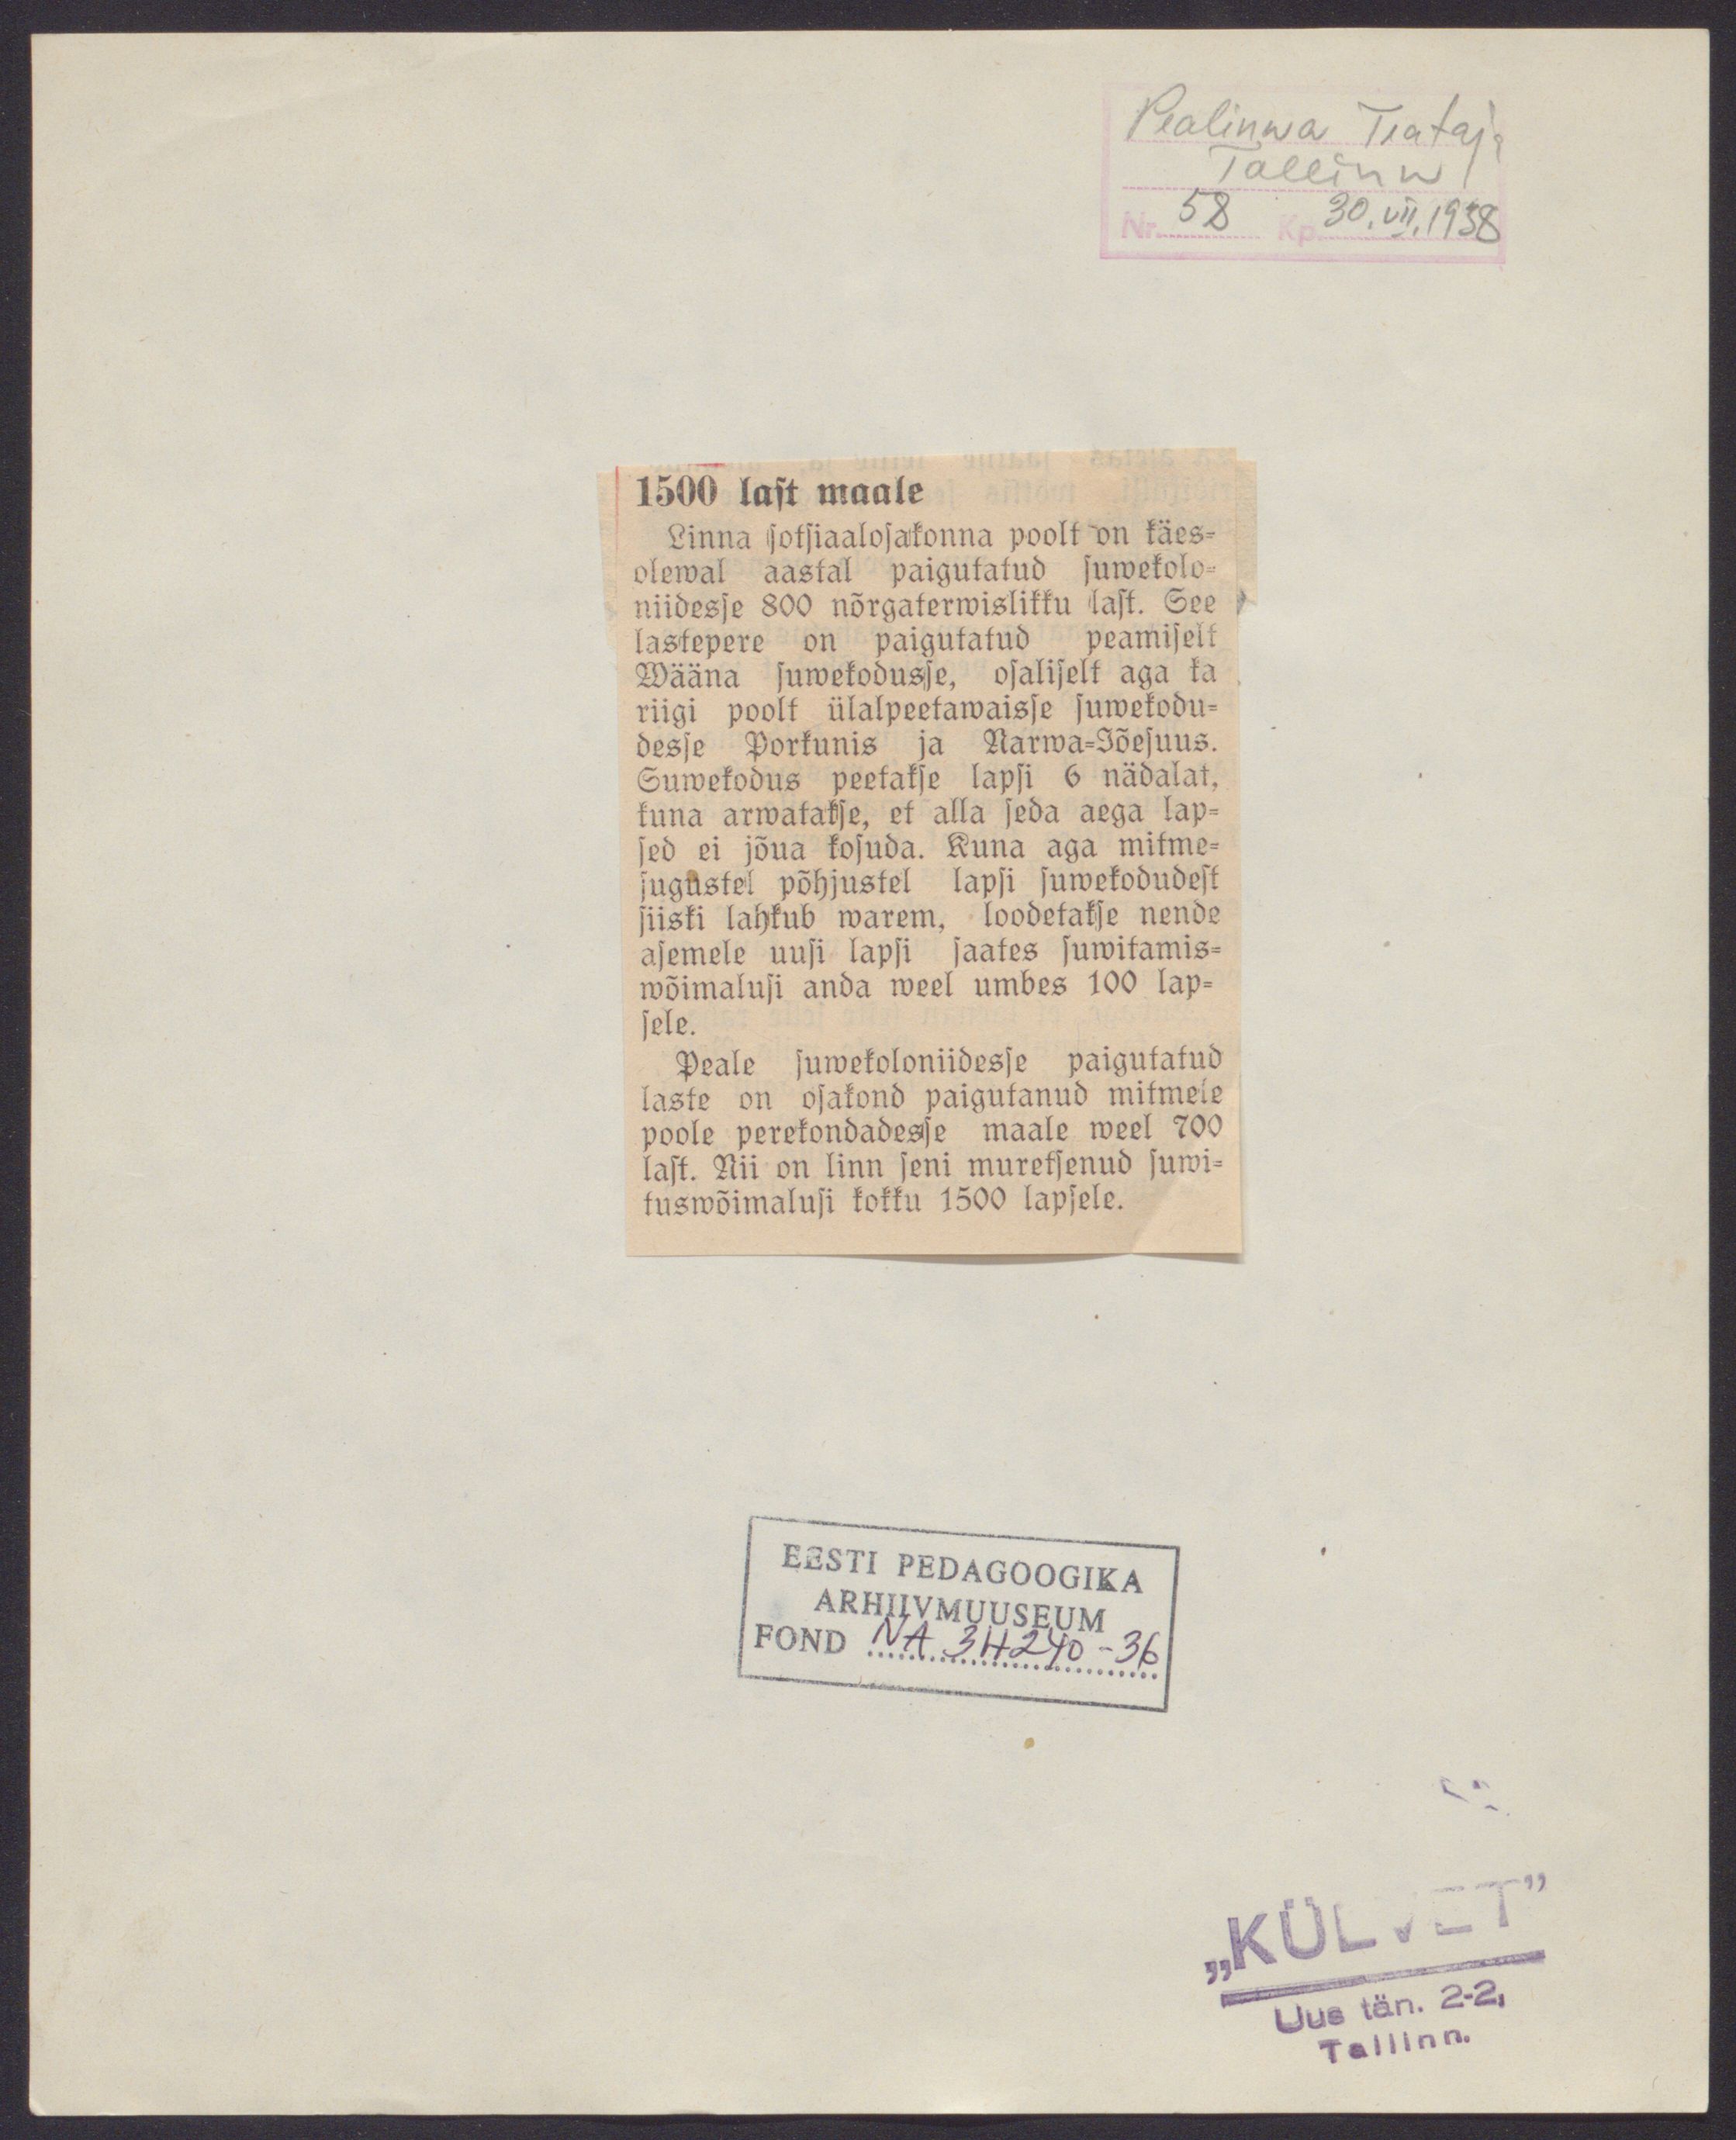 Pealinwa Teataja
Tallinn
Nr. 58 Kp. 30.VII.1938
1500 last maale
Linna sotsiaalosakonna poolt on käes-
olewal aastal paigutatud suwekolo-
niidesse 800 nõrgaterwislikku last. See
lastepere on paigutatud peamiselt
Wääna suwekodusse, osaliselt aga ka
riigi poolt ülalpeetawaisse suwekodu-
desse Porkunis ja Narwa-Jõesuus.
Suwekodus peetakse lapsi 6 nädalat,
kuna arwatakse, et alla seda aega lap-
sed ei jõua kosuda. Kuna aga mitme-
sugustel põhjustel lapsi suwekodudest
siiski lahkub warem, loodetakse nende
asemele uusi lapsi saates suwitamis-
wõimalusi anda weel umbes 100 lap-
sele.
Peale suwekoloniidesse paigutatud
laste on osakond paigutanud mitmele
poole perekondadesse maale weel 700
last. Nii on linn seni muretsenud suwi-
tuswõimalusi kokku 1500 lapsele.
EESTI PEDAGOOGIKA
ARHIIVMUUSEUM
FOND NA 3H240-36
„KÜLVET”
Uus tän. 2-2,
Tallinn.